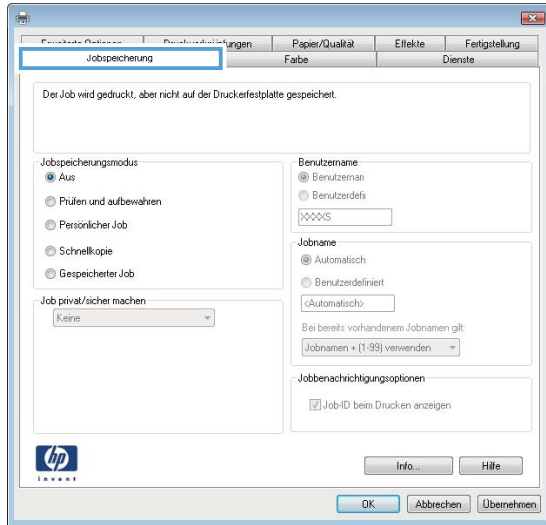 Erweiterte Optionen Druckverknüpfungen Papier/Qualität Effekte Fertigstellung
Jobspeicherung Farbe Dienste
Der Job wird gedruckt, aber nicht auf der Druckerfestplatte gespeichert.
Jobspeicherungsmodus
Aus
Prüfen und aufbewahren
Persönlicher Job
Schnellkopie
Gespeicherter Job
Job privat/sicher machen
Keine
Benutzername
Benutzernan
Benutzerdefi
XXXXS
Jobname
Automatisch
Benutzerdefiniert
<Automatisch>
Bei bereits vorhandenem Jobnamen gilt:
Jobnamen + (1-99) verwenden
Jobbenachrichtigungsoptionen
Job-ID beim Drucken anzeigen
hp
invent
Info... Hilfe
OK Abbrechen Übernehmen